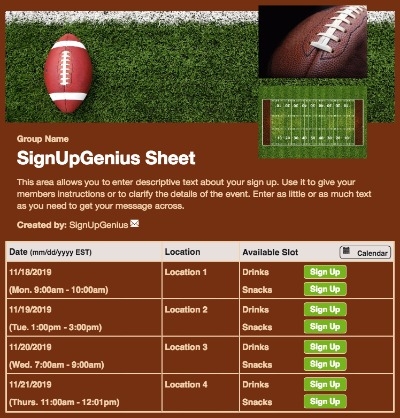 Group Name
SignUpGenius Sheet
This area allows you to enter descriptive text about your sign up. Use it to give your
members instructions or to clarify the details of the event. Enter as little or as much text
as you need to get your message across.
Created by: SignUpGenius
Date (mm/dd/yyyy EST) Location Available Slot Calendar
11/18/2019 Location 1 Drinks Sign Up
(Mon. 9:00am - 10:00am) Snacks Sign Up
11/19/2019 Location 2 Drinks Sign Up
(Tue. 1:00pm - 3:00pm) Snacks Sign Up
11/20/2019 Location 3 Drinks Sign Up
(Wed. 7:00am - 9:00am) Snacks Sign Up
11/21/2019 Location 4 Drinks Sign Up
(Thurs. 11:00am - 12:01pm) Snacks Sign Up